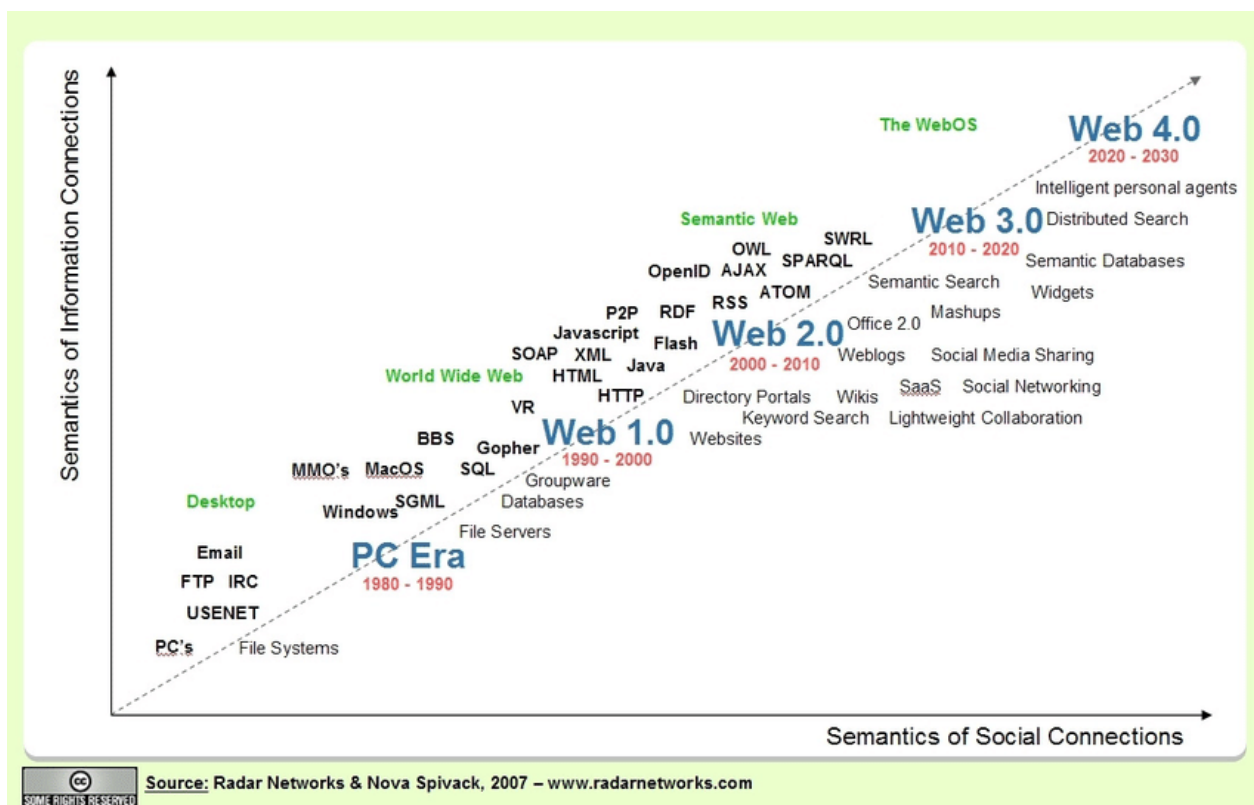 Semantics of Information Connections
The WebOS
Web 4.0
2020 - 2030
Intelligent personal agents
Semantic Web
Web 3.0
Distributed Search
2010 - 2020
SWRL
OWL
SPARQL
Semantic Databases
OpenID
AJAX
Semantic Search
ATOM
Widgets
RSS
P2P
RDF
Mashups
Javascript
Web 2.0
Office 2.0
Flash
SOAP
XML
Weblogs
Social Media Sharing
Java
2000 - 2010
World Wide Web
HTML
SaaS
Social Networking
HTTP
Directory Portals
Wikis
VR
Keyword Search
Lightweight Collaboration
BBS
Web 1.0
Websites
Gopher
1990 - 2000
MMO's
MacOS
SQL
Groupware
Desktop
SGML
Databases
Windows
File Servers
Email
PC Era
FTP IRC
1980 - 1990
USENET
PC's
File Systems
Semantics of Social Connections
cc
SOME RIGHTS RESERVED
Source: Radar Networks & Nova Spivack, 2007 – www.radarnetworks.com